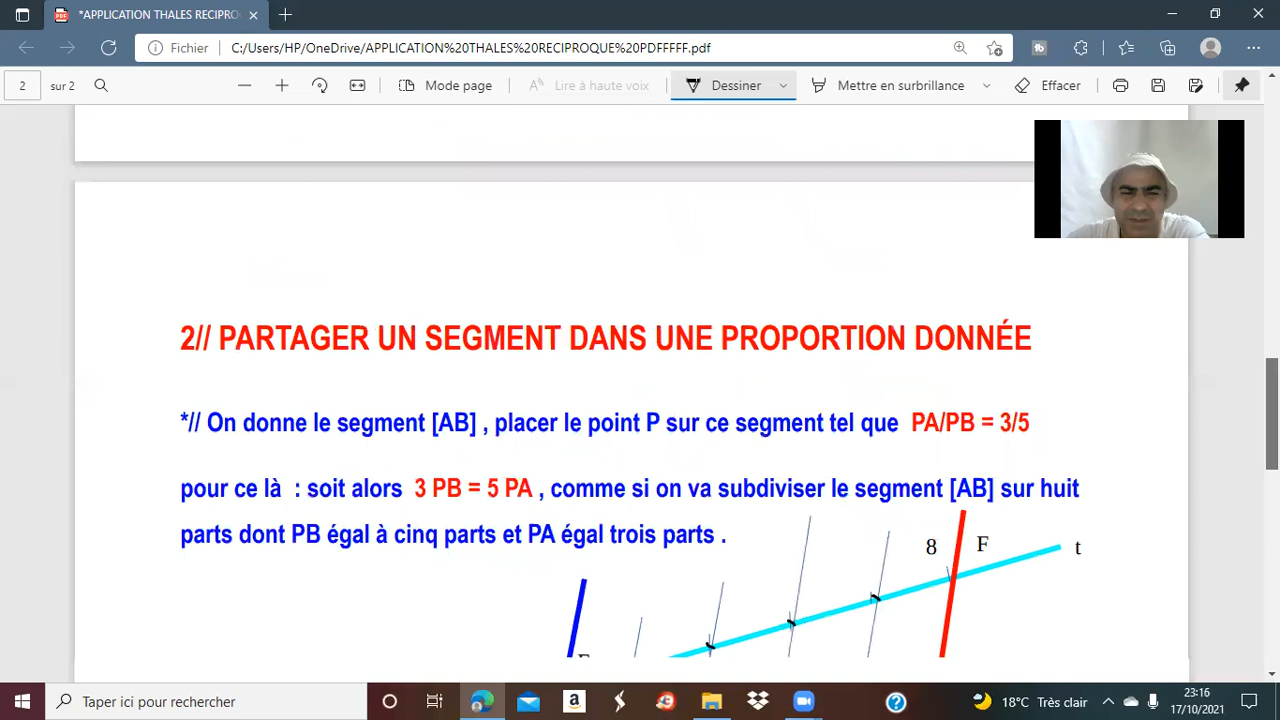 *APPLICATION THALES RECIPRO
Fichier C:/Users/HP/OneDrive/APPLICATION%20THALES%20RECIPROQUE%20PDFFFFF.pdf
2 sur 2 Mode page Lire à haute voix Dessiner Mettre en surbrillance Effacer
2// PARTAGER UN SEGMENT DANS UNE PROPORTION DONNÉE
*// On donne le segment [AB] , placer le point P sur ce segment tel que PA/PB = 3/5
pour ce là : soit alors 3 PB = 5 PA , comme si on va subdiviser le segment [AB] sur huit
parts dont PB égal à cinq parts et PA égal trois parts .
8 F t
Taper ici pour rechercher
18°C Très clair
23:16
17/10/2021